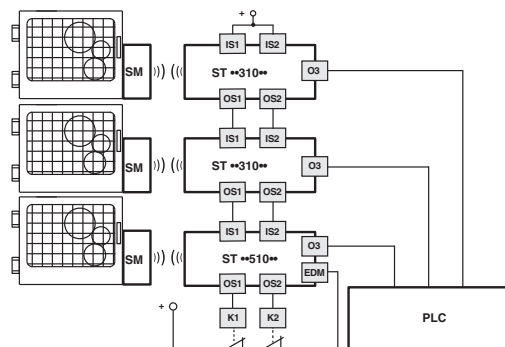 +
IS1 IS2
SM
ST ••310••
O3
OS1 OS2
IS1 IS2
SM
ST ••310••
O3
OS1 OS2
IS1 IS2
SM
ST ••510••
O3
EDM
OS1 OS2
+
K1 K2
PLC